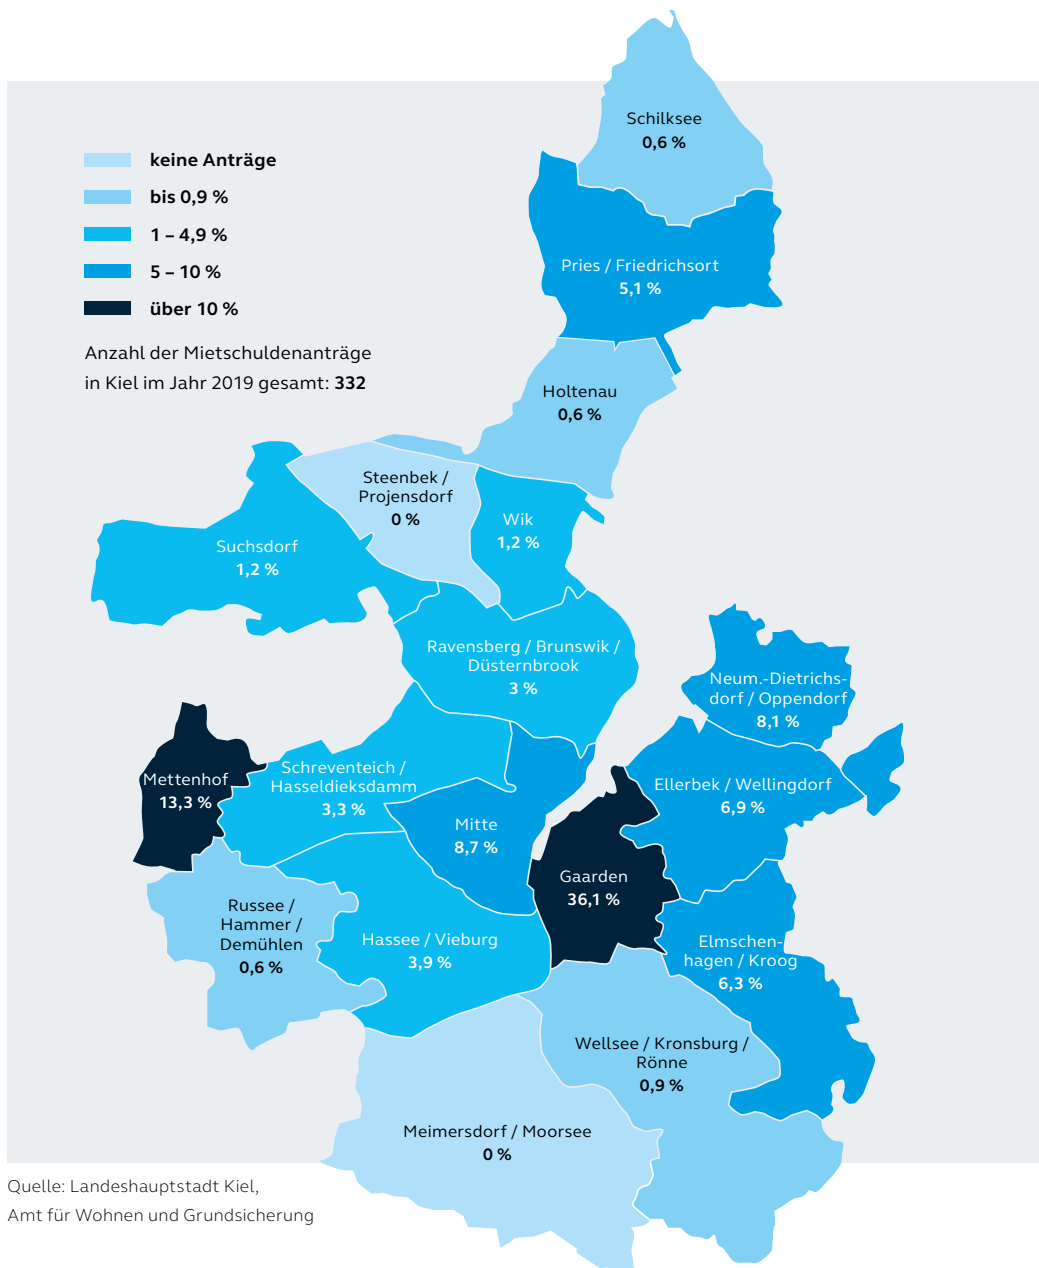 Schilksee
0,6 %
keine Anträge
bis 0,9 %
1 – 4,9 %
5 – 10 %
über 10 %
Anzahl der Mietschuldenanträge
in Kiel im Jahr 2019 gesamt: 332
Pries / Friedrichsort
5,1 %
Holtenau
0,6 %
Steenbek /
Projensdorf
0 %
Wik
1,2 %
Suchsdorf
1,2 %
Ravensberg / Brunswik /
Düsternbrook
3 %
Neum.-Dietrichs-
dorf / Oppendorf
8,1 %
Mettenhof
13,3 %
Schreventeich /
Hasseldieksdamm
3,3 %
Ellerbek / Wellingdorf
6,9 %
Mitte
8,7 %
Gaarden
36,1 %
Russee /
Hammer /
Demühlen
0,6 %
Hassee / Vieburg
3,9 %
Elmschen-
hagen / Kroog
6,3 %
Wellsee / Kronsburg /
Rönne
0,9 %
Meimersdorf / Moorsee
0 %
Quelle: Landeshauptstadt Kiel,
Amt für Wohnen und Grundsicherung